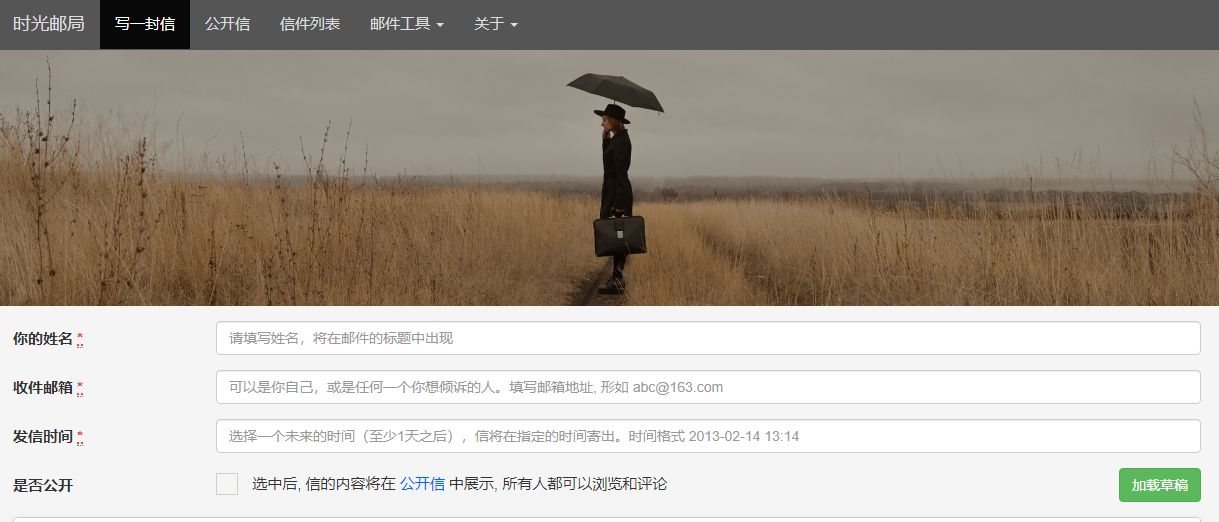 时光邮局 写一封信 公开信 信件列表 邮件工具 关于
你的姓名 * 请填写姓名，将在邮件的标题中出现
收件邮箱 * 可以是你自己，或是任何一个你想倾诉的人。填写邮箱地址, 形如 abc@163.com
发信时间 * 选择一个未来的时间（至少1天之后），信将在指定的时间寄出。时间格式 2013-02-14 13:14
是否公开 选中后, 信的内容将在 公开信 中展示, 所有人都可以浏览和评论 加载草稿